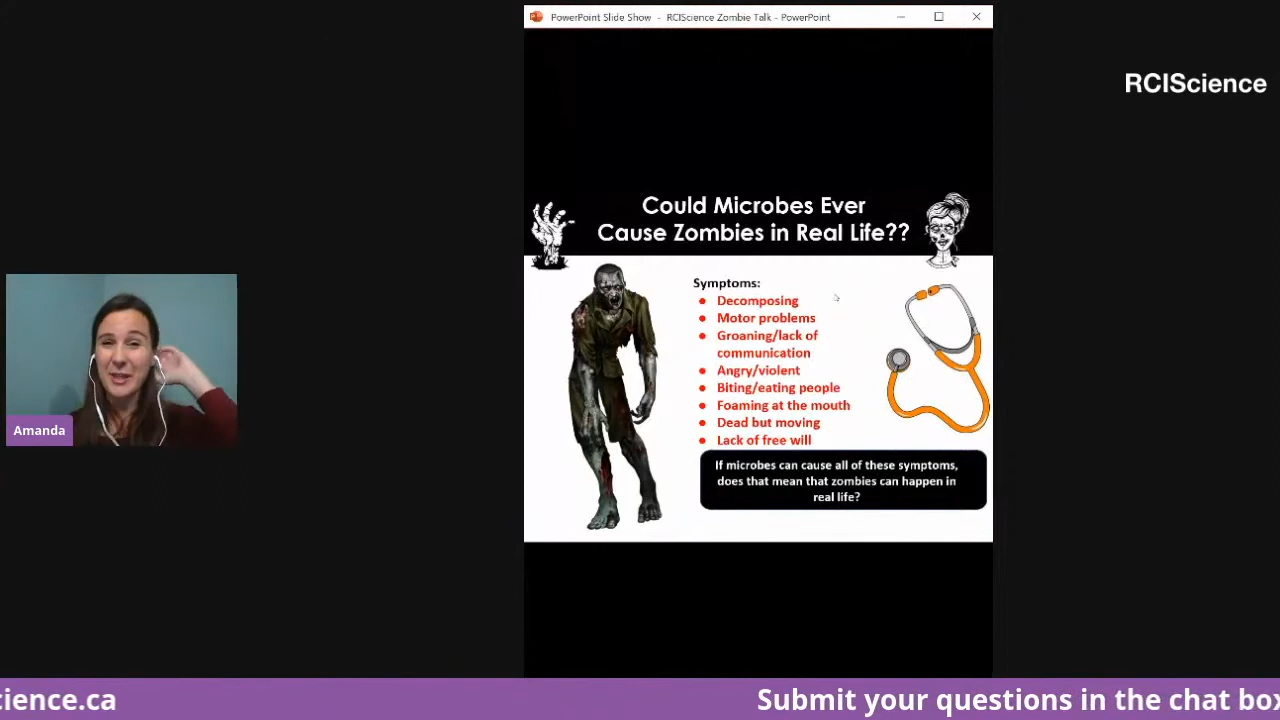 PowerPoint Slide Show - RCIScience Zombie Talk - PowerPoint
RCIScience
Could Microbes Ever
Cause Zombies in Real Life??
Symptoms:
Decomposing
Motor problems
Groaning/lack of
communication
Angry/violent
Biting/eating people
Foaming at the mouth
Dead but moving
Lack of free will
If microbes can cause all of these symptoms,
does that mean that zombies can happen in
real life?
Amanda
cience.ca
Submit your questions in the chat box